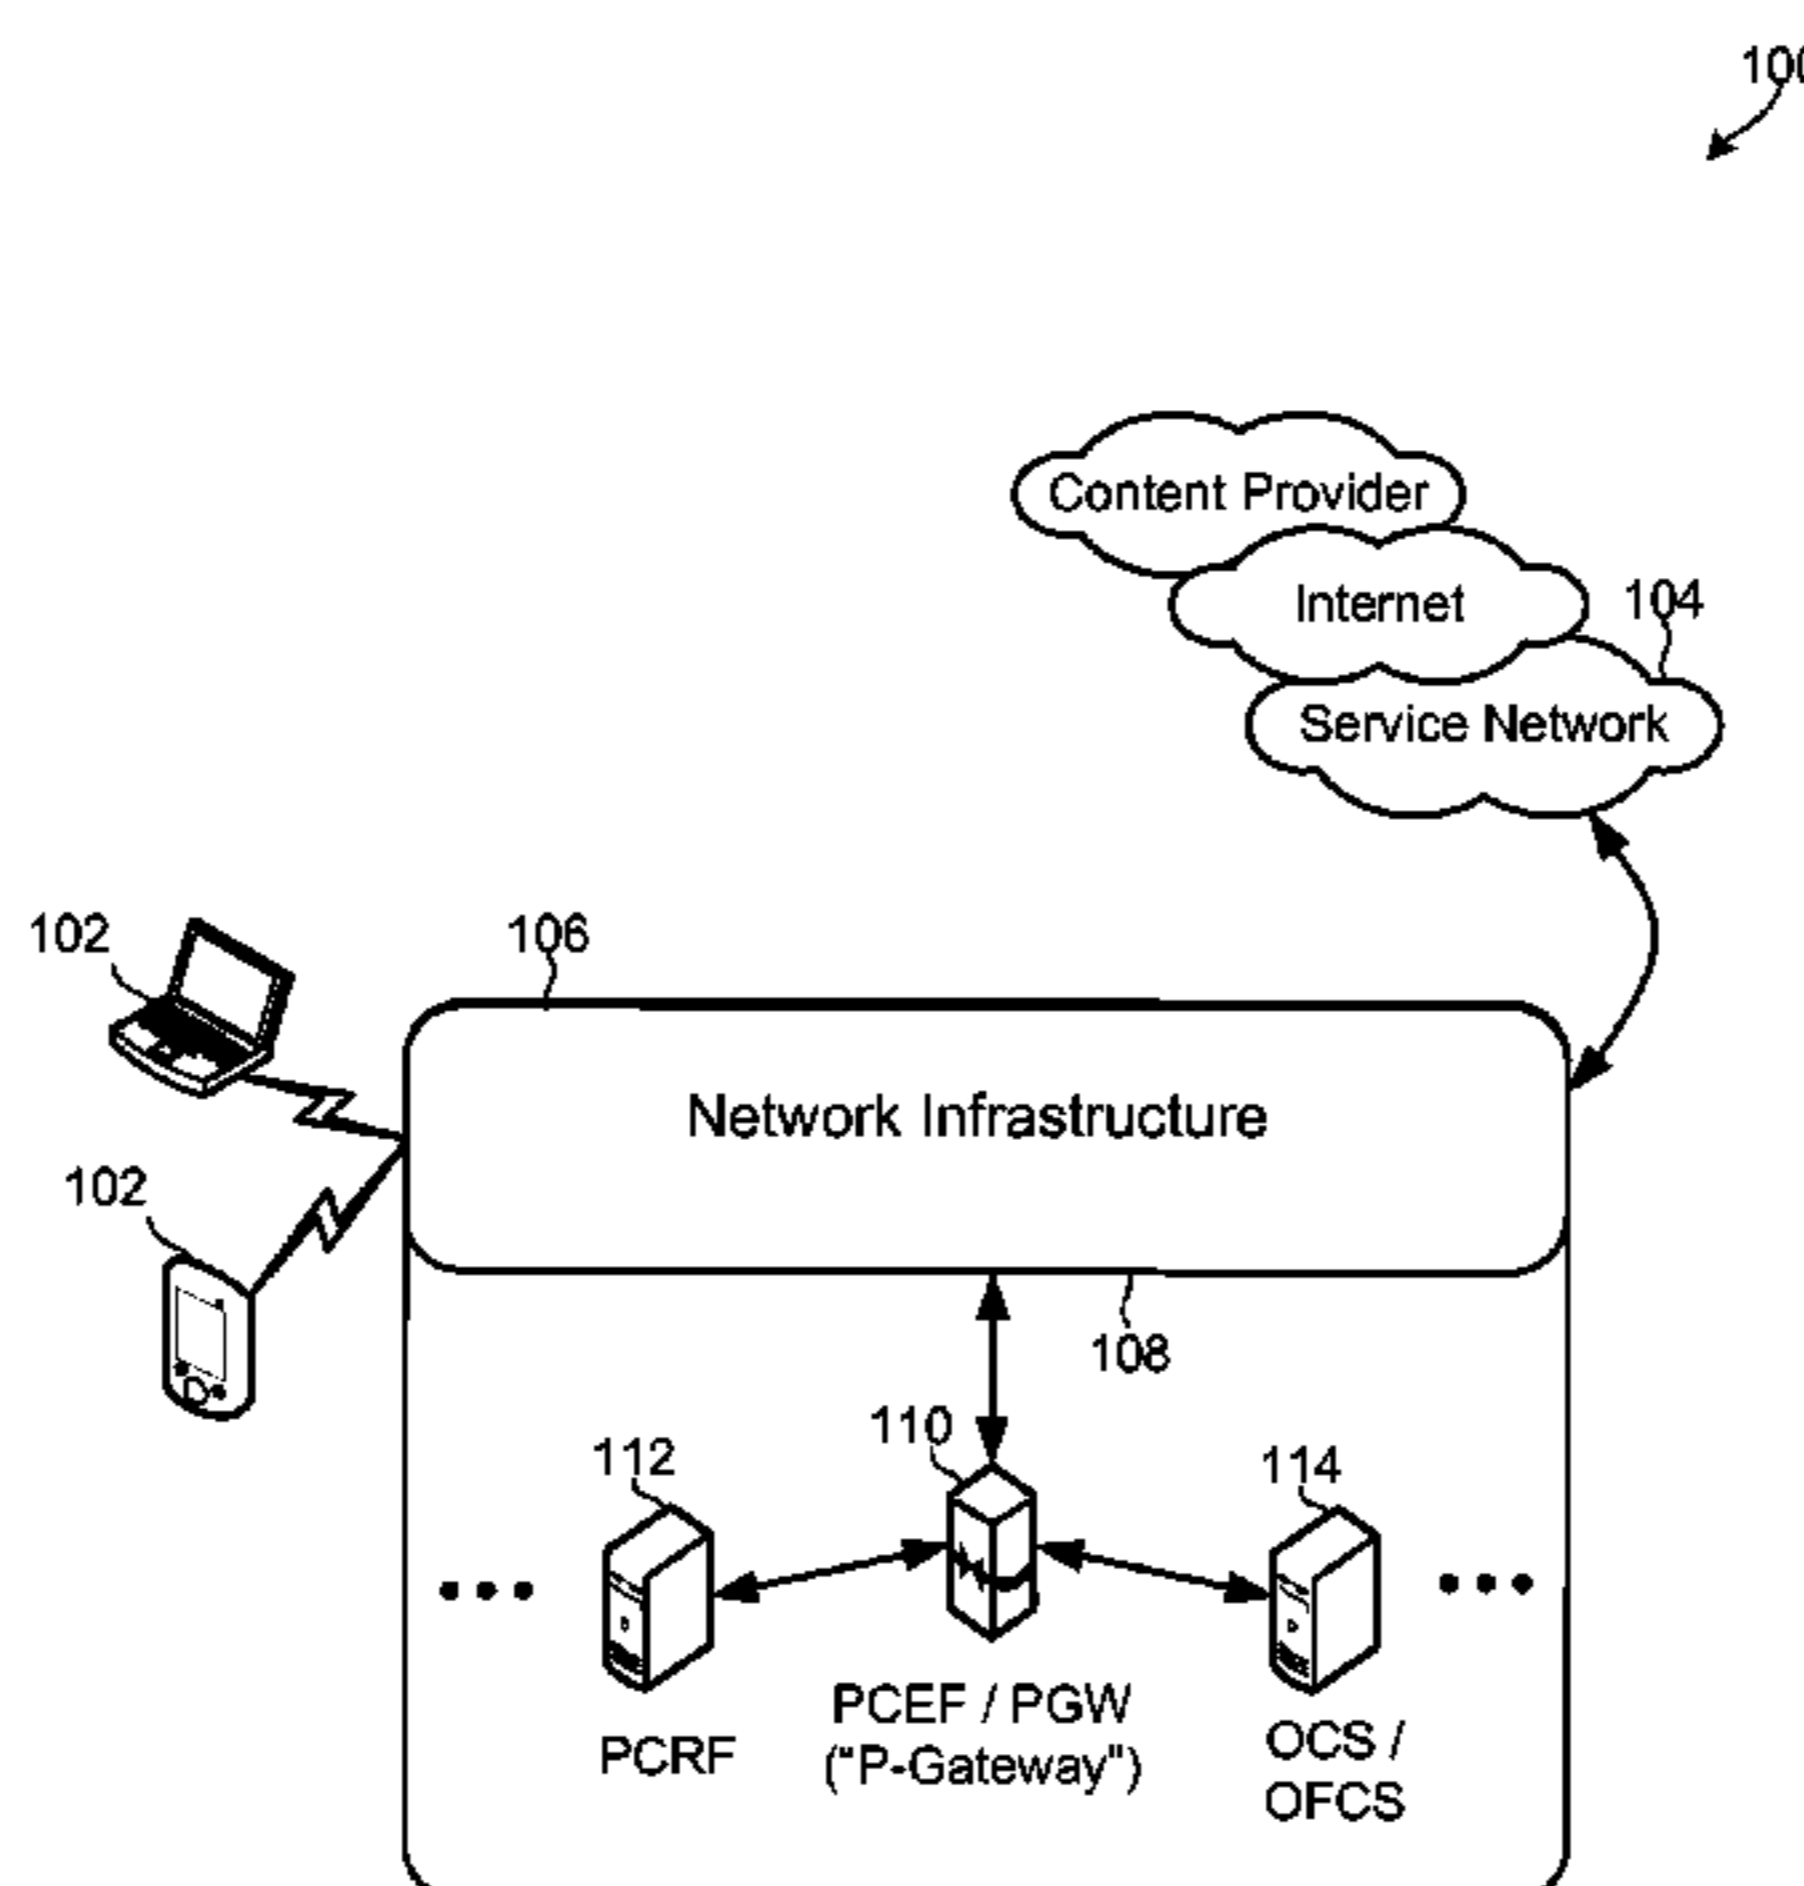 100
Content Provider
Internet
104
Service Network
102
106
Network Infrastructure
102
108
110
112
114
PCEF / PGW
("P-Gateway")
PCRF
OCS /
OFCS